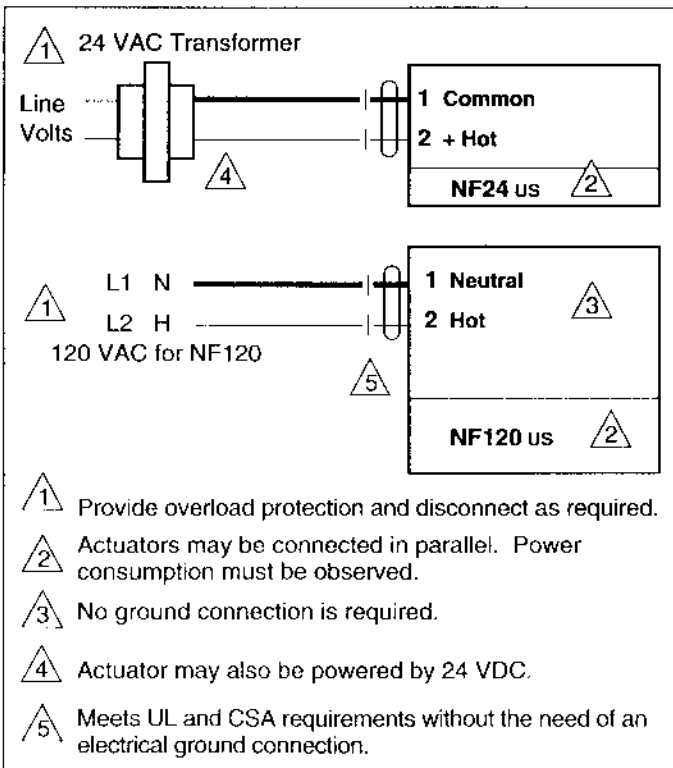 1 24 VAC Transformer
Line
Volts
1 Common
2 + Hot
4
NF24 US 2
L1 N
1
L2 H
120 VAC for NF120
1 Neutral
2 Hot
3
5
NF120 US 2
1 Provide overload protection and disconnect as required.
2 Actuators may be connected in parallel. Power
consumption must be observed.
3 No ground connection is required.
4 Actuator may also be powered by 24 VDC.
5 Meets UL and CSA requirements without the need of an
electrical ground connection.